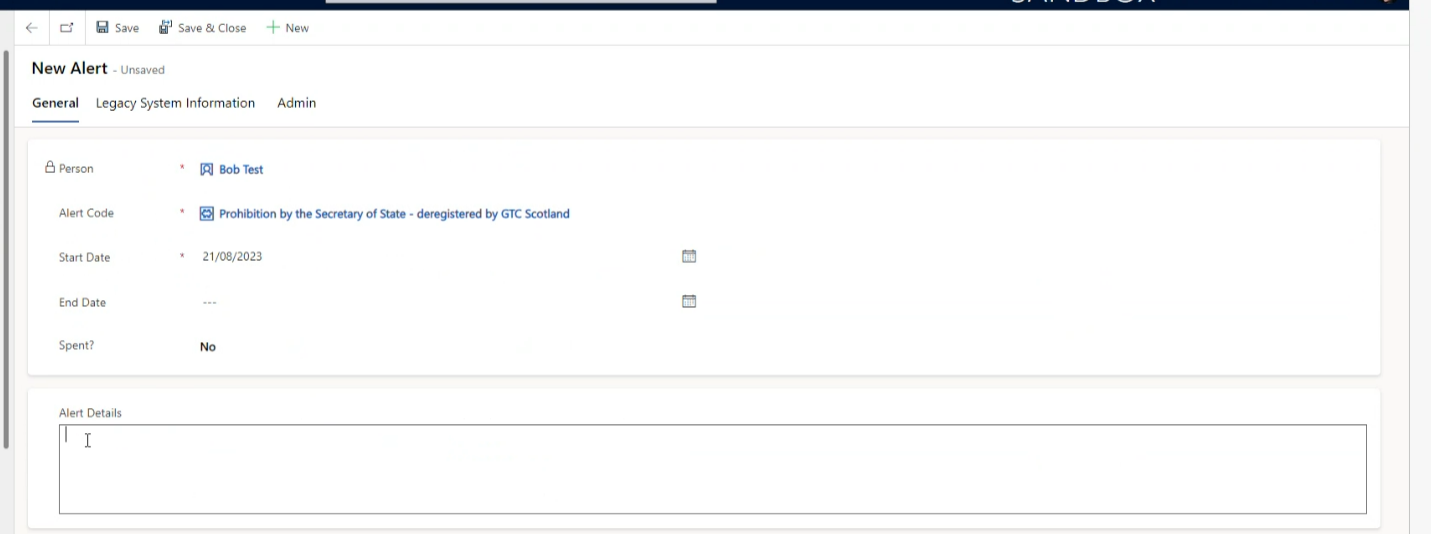 Save Save & Close New
New Alert - Unsaved
General Legacy System Information Admin
Person * Bob Test
Alert Code * Prohibition by the Secretary of State - deregistered by GTC Scotland
Start Date * 21/08/2023
End Date ---
Spent? No
Alert Details